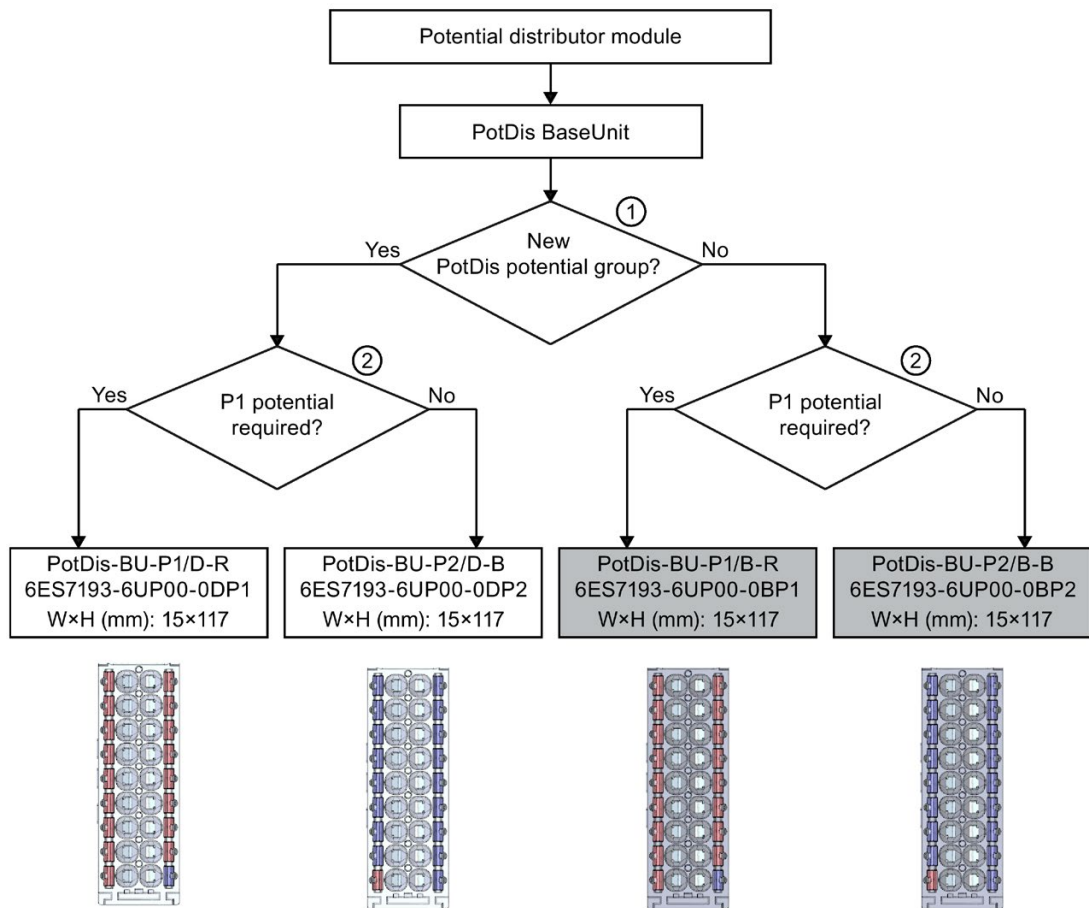 Potential distributor module
PotDis BaseUnit
①
New
PotDis potential group?
Yes
No
②
P1 potential
required?
Yes
No
②
P1 potential
required?
Yes
No
PotDis-BU-P1/D-R
6ES7193-6UP00-0DP1
W×H (mm): 15×117
PotDis-BU-P2/D-B
6ES7193-6UP00-0DP2
W×H (mm): 15×117
PotDis-BU-P1/B-R
6ES7193-6UP00-0BP1
W×H (mm): 15×117
PotDis-BU-P2/B-B
6ES7193-6UP00-0BP2
W×H (mm): 15×117